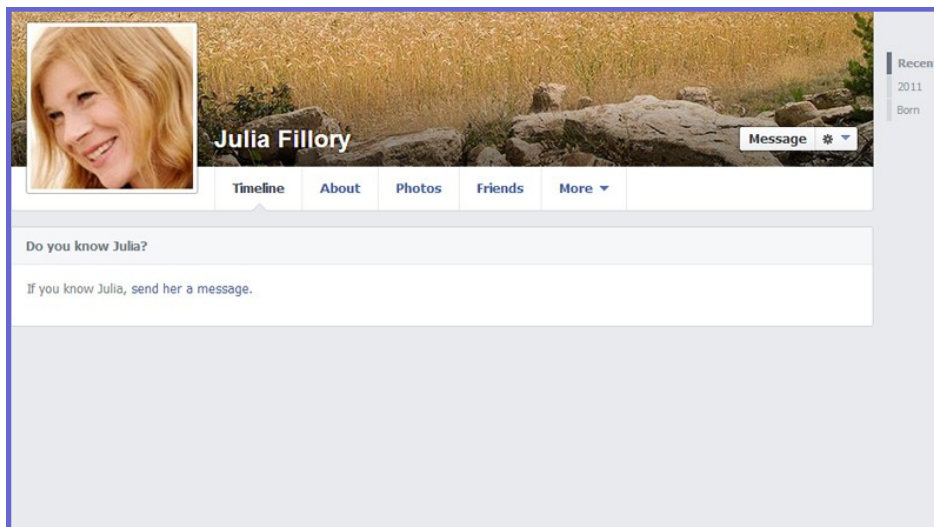 Julia Fillory
Message
Timeline About Photos Friends More
Do you know Julia?
If you know Julia, send her a message.
Recen
2011
Born